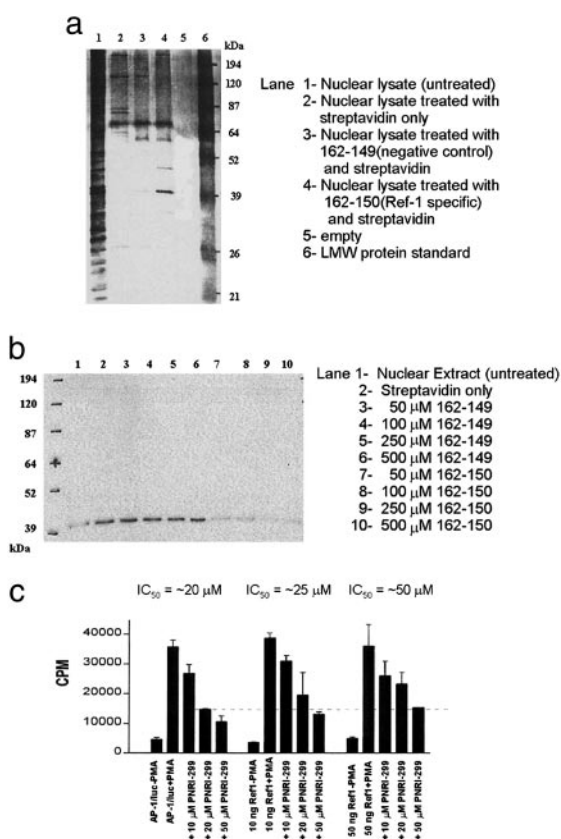 a
1 2 3 4 5 6 kDa
194
120
87
64
52
39
26
21
Lane 1- Nuclear lysate (untreated)
2- Nuclear lysate treated with
streptavidin only
3- Nuclear lysate treated with
162-149(negative control)
and streptavidin
4- Nuclear lysate treated with
162-150(Ref-1 specific)
and streptavidin
5- empty
6- LMW protein standard
b
1 2 3 4 5 6 7 8 9 10
194
120
87
64
52
39
kDa
Lane 1- Nuclear Extract (untreated)
2- Streptavidin only
3- 50 μM 162-149
4- 100 μM 162-149
5- 250 μM 162-149
6- 500 μM 162-149
7- 50 μM 162-150
8- 100 μM 162-150
9- 250 μM 162-150
10- 500 μM 162-150
c
IC50 = ~20 μM IC50 = ~25 μM IC50 = ~50 μM
CPM
40000
30000
20000
10000
0
AP-1/luc-PMA
AP-1/luc+PMA
+ 10 μM PNRI-299
+ 20 μM PNRI-299
+ 50 μM PNRI-299
10 ng Ref1-PMA
10 ng Ref1+PMA
+ 10 μM PNRI-299
+ 20 μM PNRI-299
+ 50 μM PNRI-299
50 ng Ref1-PMA
50 ng Ref1+PMA
+ 10 μM PNRI-299
+ 20 μM PNRI-299
+ 50 μM PNRI-299